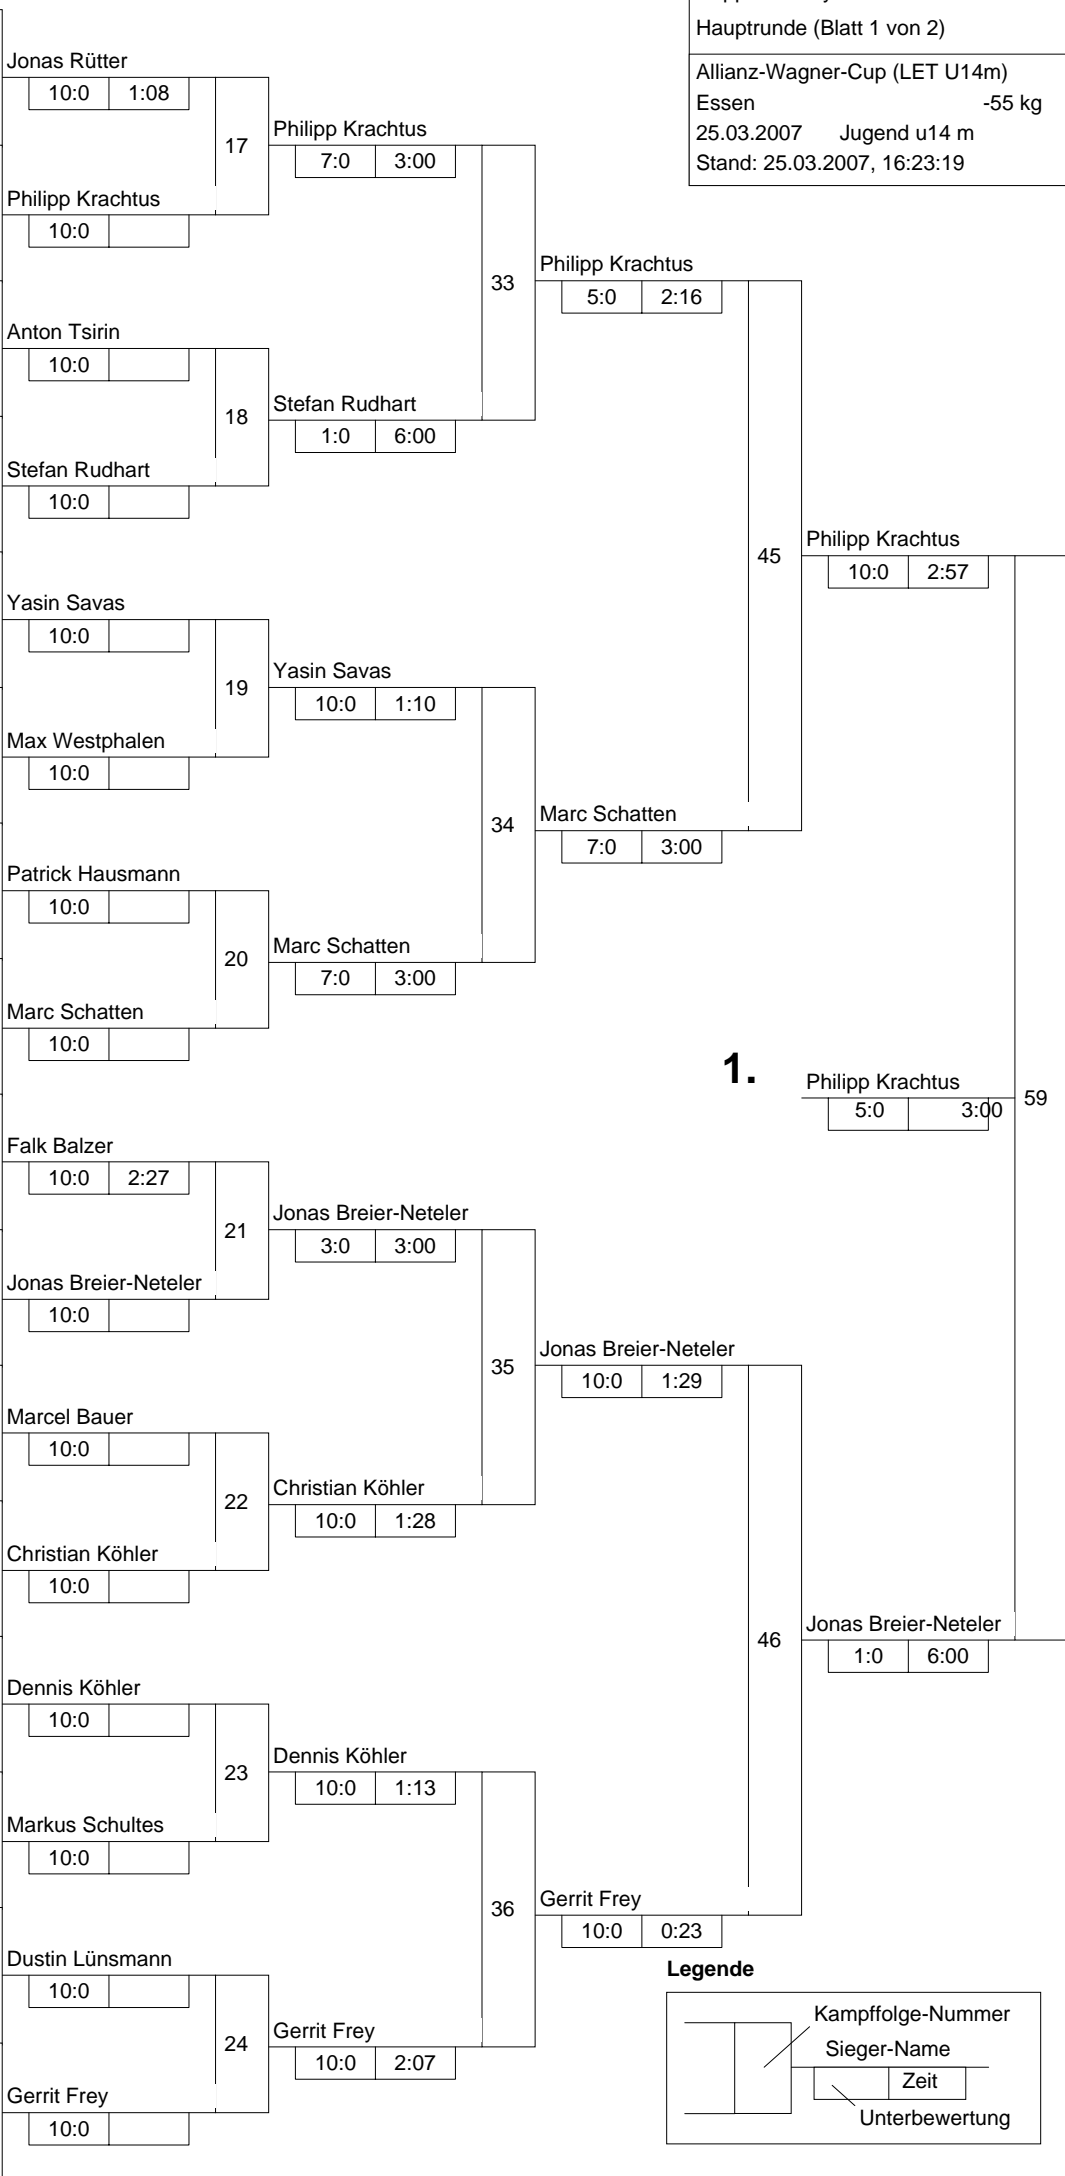 Hauptrunde (Blatt 1 von 2)
Allianz-Wagner-Cup (LET U14m)
Essen -55 kg
25.03.2007 Jugend u14 m
Stand: 25.03.2007, 16:23:19
Jonas Rütter
10:0 1:08
17
Philipp Krachtus
10:0
Philipp Krachtus
7:0 3:00
33
Anton Tsirin
10:0
18
Stefan Rudhart
10:0
Stefan Rudhart
1:0 6:00
Philipp Krachtus
5:0 2:16
45
Yasin Savas
10:0
19
Max Westphalen
10:0
Yasin Savas
10:0 1:10
34
Patrick Hausmann
10:0
20
Marc Schatten
10:0
Marc Schatten
7:0 3:00
Marc Schatten
7:0 3:00
Philipp Krachtus
10:0 2:57
1.
Philipp Krachtus
5:0 3:00
59
Falk Balzer
10:0 2:27
21
Jonas Breier-Neteler
10:0
Jonas Breier-Neteler
3:0 3:00
35
Marcel Bauer
10:0
22
Christian Köhler
10:0
Christian Köhler
10:0 1:28
Jonas Breier-Neteler
10:0 1:29
46
Jonas Breier-Neteler
1:0 6:00
Dennis Köhler
10:0
23
Markus Schultes
10:0
Dennis Köhler
10:0 1:13
36
Dustin Lünsmann
10:0
24
Gerrit Frey
10:0
Gerrit Frey
10:0 2:07
Gerrit Frey
10:0 0:23
Legende
Kampffolge-Nummer
Sieger-Name
Zeit
Unterbewertung